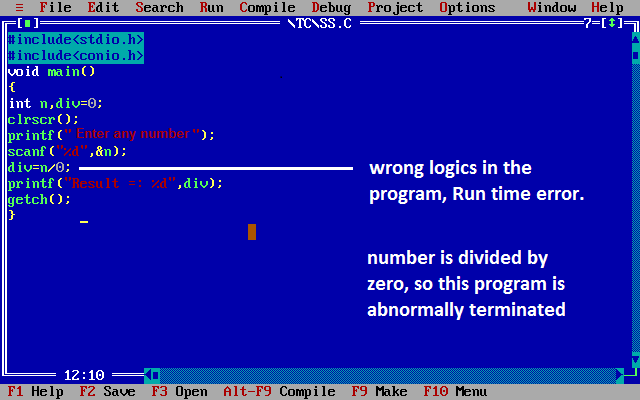 ≡ File Edit Search Run Compile Debug Project Options Window Help
[■] \TC\SS.C 7=[↕]
#include<stdio.h>
#include<conio.h>
void main()
{
int n,div=0;
clrscr();
printf(" Enter any number");
scanf("%d",&n);
div=n/0;
wrong logics in the
program, Run time error.
printf("Result =: %d",div);
getch();
}
number is divided by
zero, so this program is
abnormally terminated
12:10
F1 Help F2 Save F3 Open Alt-F9 Compile F9 Make F10 Menu